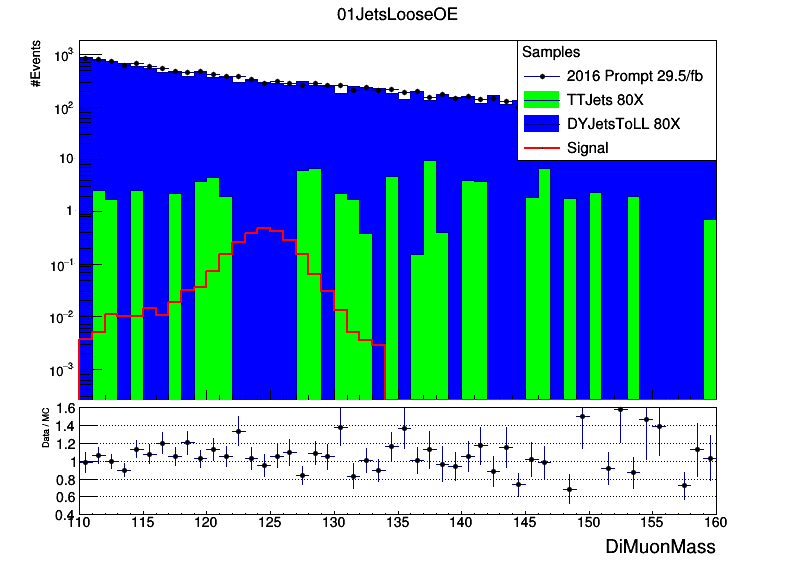 01JetsLooseOE
#Events
10³
10²
10
1
10⁻¹
10⁻²
10⁻³
Samples
2016 Prompt 29.5/fb
TTJets 80X
DYJetsToLL 80X
Signal
Data / MC
1.6
1.4
1.2
1
0.8
0.6
0.4
110 115 120 125 130 135 140 145 150 155 160
DiMuonMass